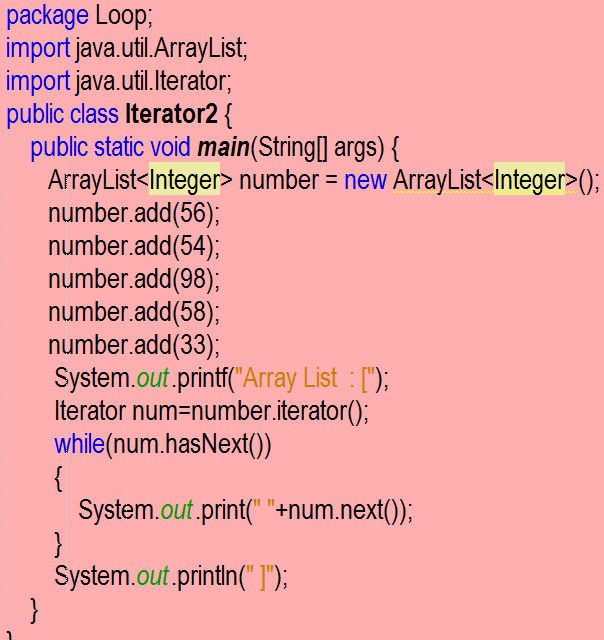 package Loop;
import java.util.ArrayList;
import java.util.Iterator;
public class Iterator2 {
public static void main(String[] args) {
ArrayList<Integer> number = new ArrayList<Integer>();
number.add(56);
number.add(54);
number.add(98);
number.add(58);
number.add(33);
System.out.printf("Array List  : [");
Iterator num=number.iterator();
while(num.hasNext())
{
System.out.print(" "+num.next());
}
System.out.println(" ]");
}
}